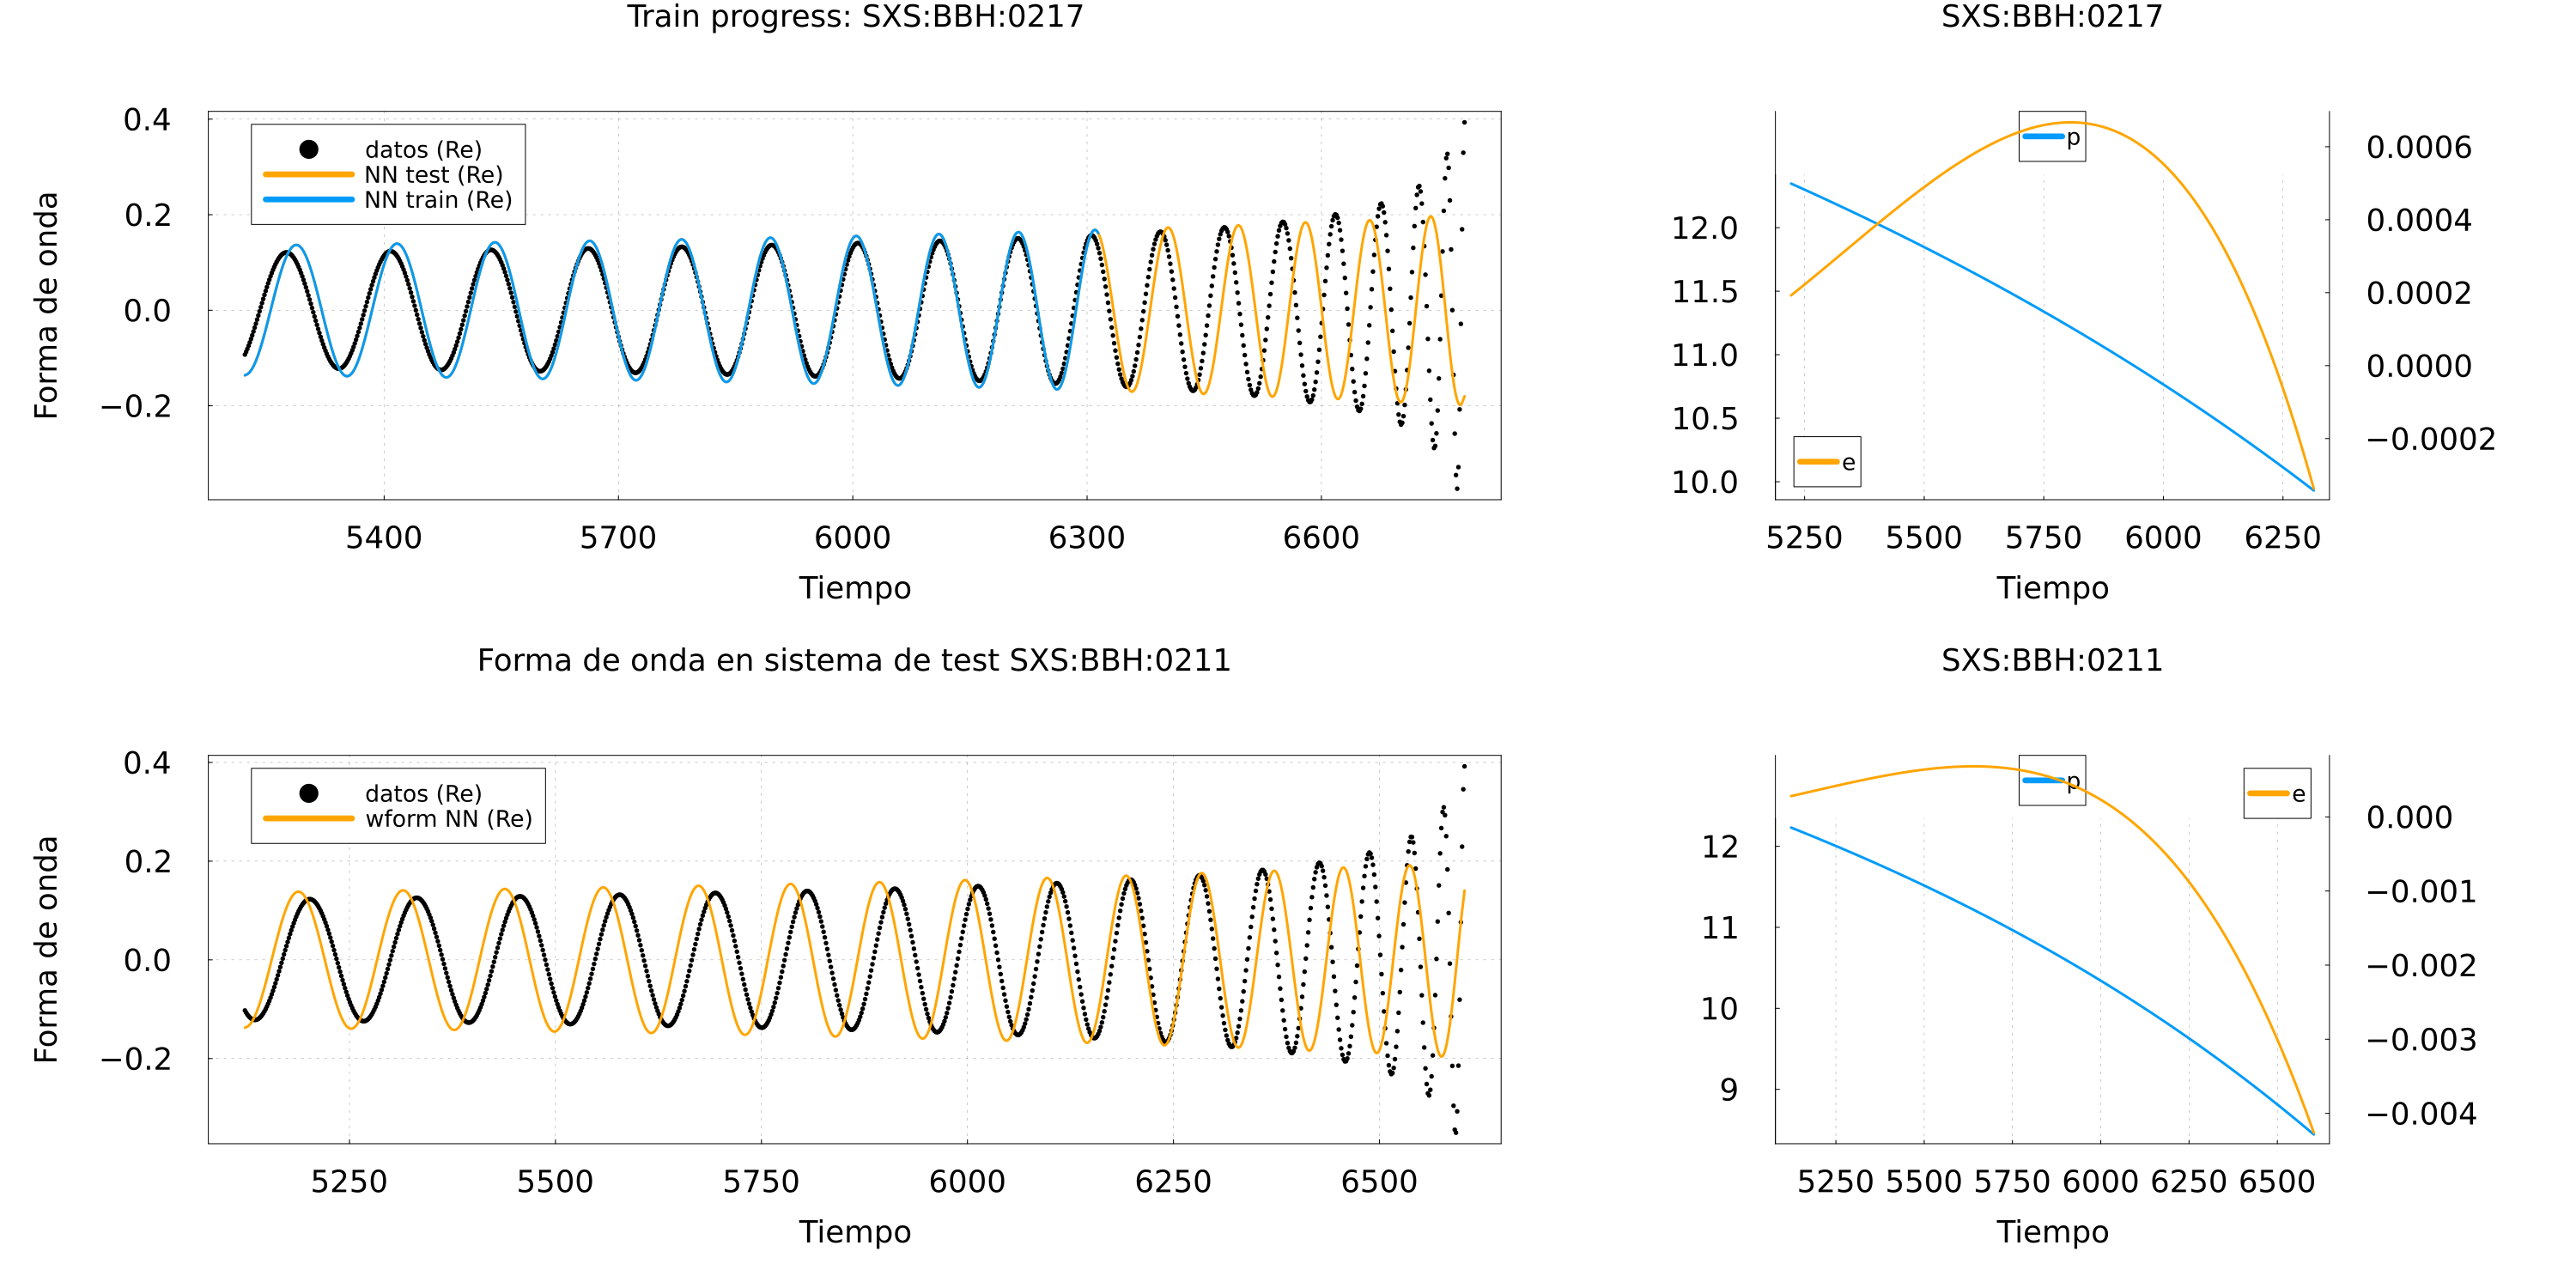 Train progress: SXS:BBH:0217
Forma de onda
0.4
0.2
0.0
−0.2
datos (Re)
NN test (Re)
NN train (Re)
5400 5700 6000 6300 6600
Tiempo
SXS:BBH:0217
12.0
11.5
11.0
10.5
10.0
p
e
0.0006
0.0004
0.0002
0.0000
−0.0002
5250 5500 5750 6000 6250
Tiempo
Forma de onda en sistema de test SXS:BBH:0211
Forma de onda
0.4
0.2
0.0
−0.2
datos (Re)
wform NN (Re)
5250 5500 5750 6000 6250 6500
Tiempo
SXS:BBH:0211
12
11
10
9
p
e
0.000
−0.001
−0.002
−0.003
−0.004
5250 5500 5750 6000 6250 6500
Tiempo